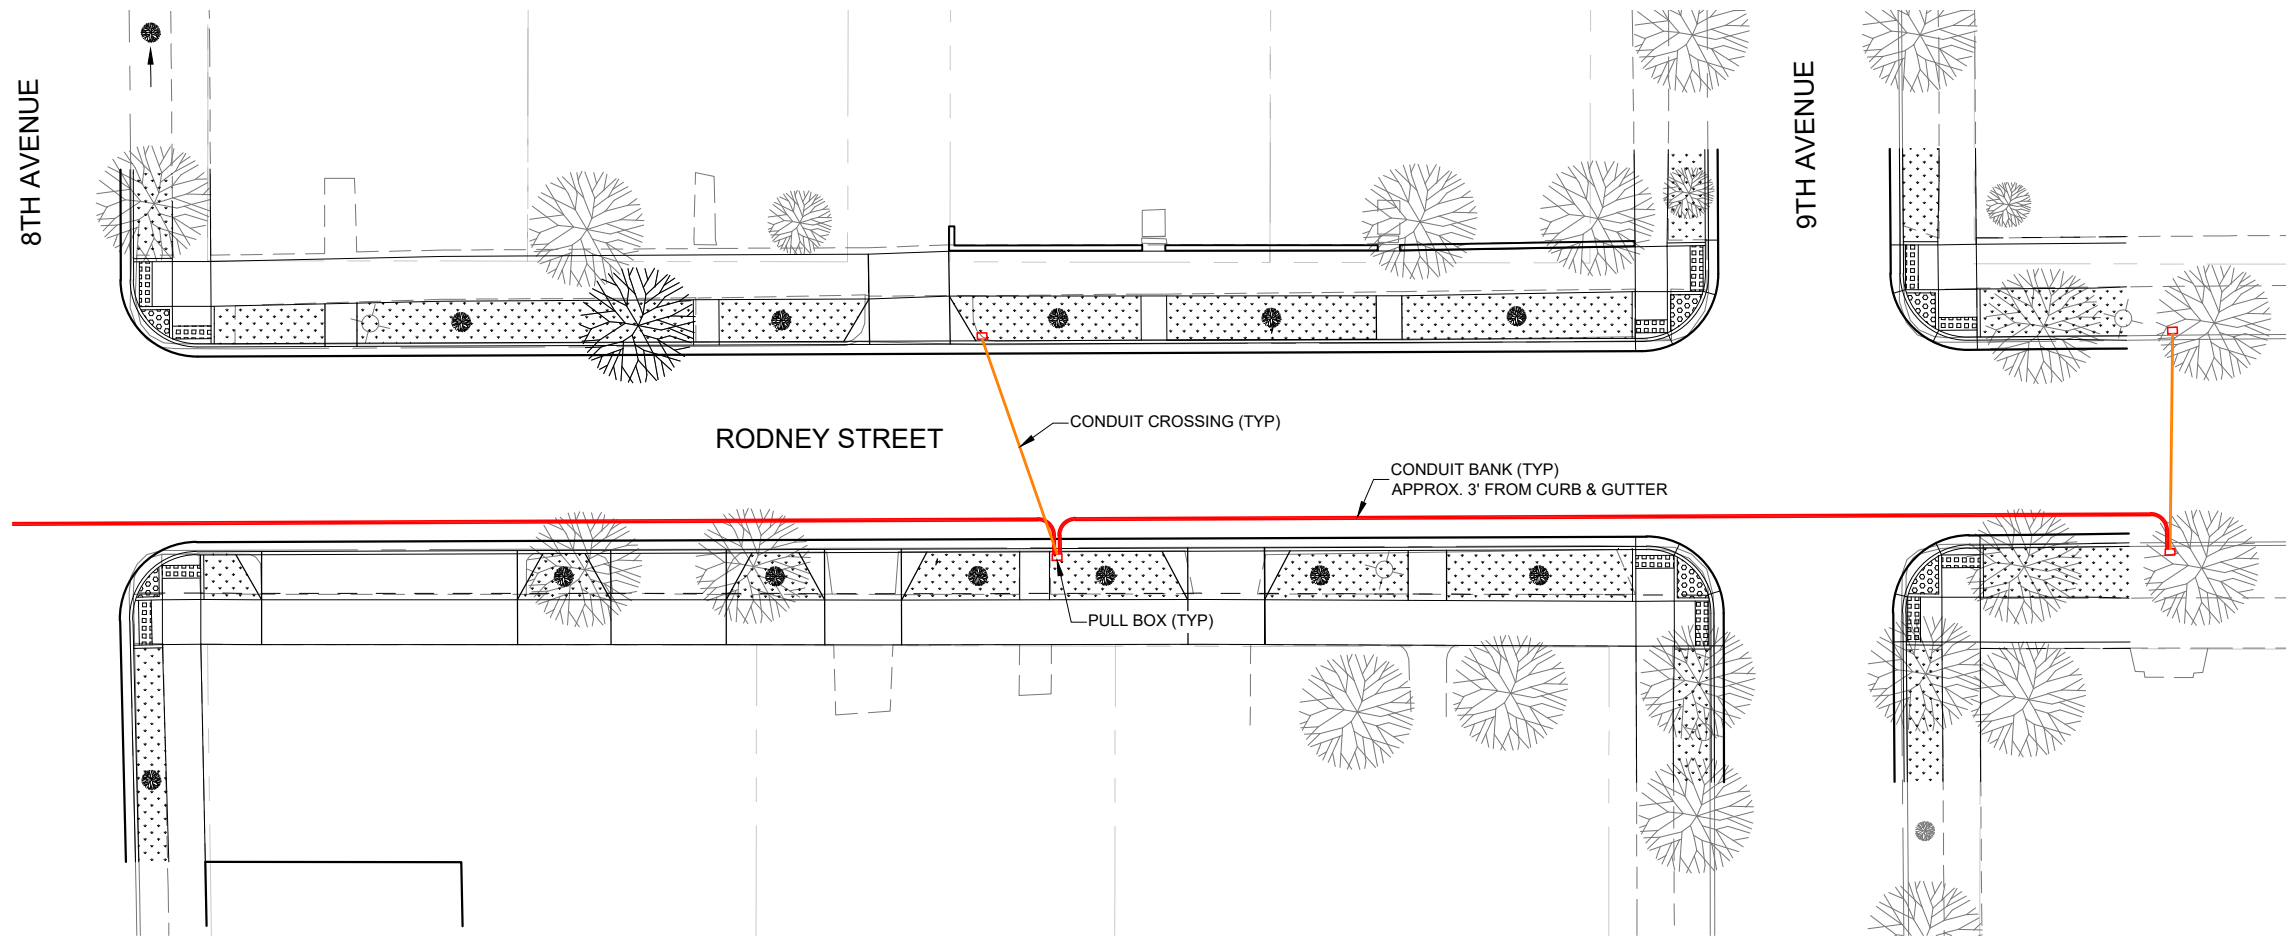 8TH AVENUE
9TH AVENUE
CONDUIT CROSSING (TYP)
RODNEY STREET
CONDUIT BANK (TYP)
APPROX. 3' FROM CURB & GUTTER
PULL BOX (TYP)